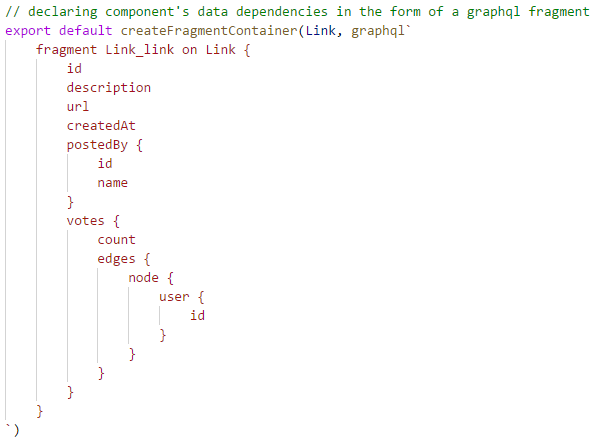 // declaring component's data dependencies in the form of a graphql fragment
export default createFragmentContainer(Link, graphql`
    fragment Link_link on Link {
        id
        description
        url
        createdAt
        postedBy {
            id
            name
        }
        votes {
            count
            edges {
                node {
                    user {
                        id
                    }
                }
            }
        }
    }
`)